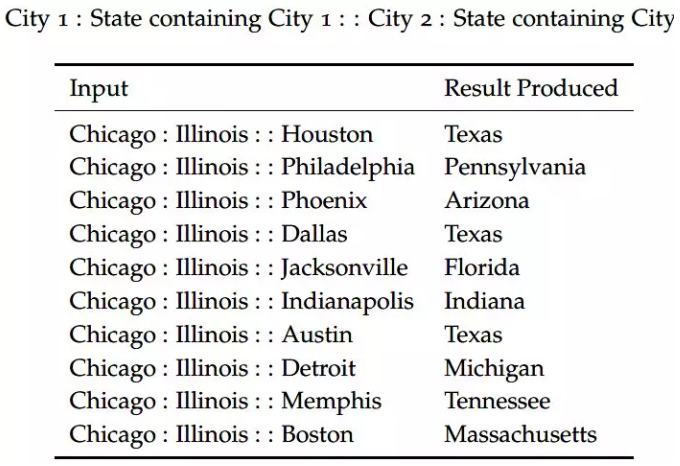 City 1 : State containing City 1 : : City 2 : State containing City
Input Result Produced
Chicago : Illinois : : Houston Texas
Chicago : Illinois : : Philadelphia Pennsylvania
Chicago : Illinois : : Phoenix Arizona
Chicago : Illinois : : Dallas Texas
Chicago : Illinois : : Jacksonville Florida
Chicago : Illinois : : Indianapolis Indiana
Chicago : Illinois : : Austin Texas
Chicago : Illinois : : Detroit Michigan
Chicago : Illinois : : Memphis Tennessee
Chicago : Illinois : : Boston Massachusetts